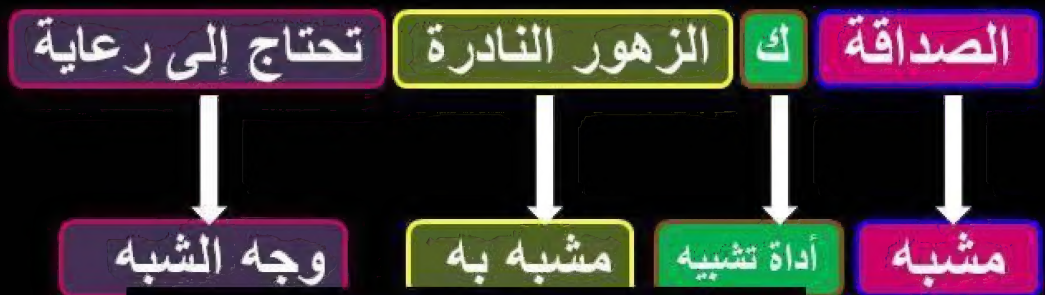 الصداقة ك الزهور النادرة تحتاج إلى رعاية
مشبه أداة تشبيه مشبه به وجه الشبه